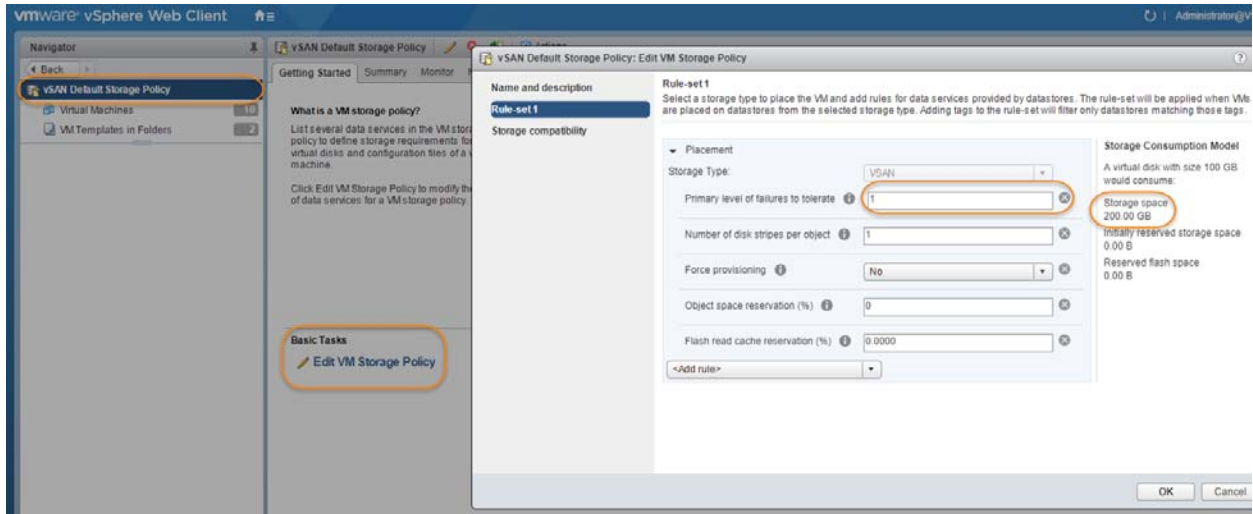 vmware® vSphere Web Client
Administrator@V
Navigator
Back
vSAN Default Storage Policy
Virtual Machines 10
VM Templates in Folders 2
vSAN Default Storage Policy Actions
Getting Started Summary Monitor
What is a VM storage policy?
List several data services in the VM stora
policy to define storage requirements for
virtual disks and configuration files of a v
machine.
Click Edit VM Storage Policy to modify the
of data services for a VM storage policy.
Basic Tasks
Edit VM Storage Policy
vSAN Default Storage Policy: Edit VM Storage Policy
?
Name and description
Rule-set 1
Storage compatibility
Rule-set 1
Select a storage type to place the VM and add rules for data services provided by datastores. The rule-set will be applied when VMs
are placed on datastores from the selected storage type. Adding tags to the rule-set will filter only datastores matching those tags.
Placement
Storage Type: VSAN
Primary level of failures to tolerate 1
Number of disk stripes per object 1
Force provisioning No
Object space reservation (%) 0
Flash read cache reservation (%) 0.0000
<Add rule>
Storage Consumption Model
A virtual disk with size 100 GB
would consume:
Storage space
200.00 GB
Initially reserved storage space
0.00 B
Reserved flash space
0.00 B
OK Cancel